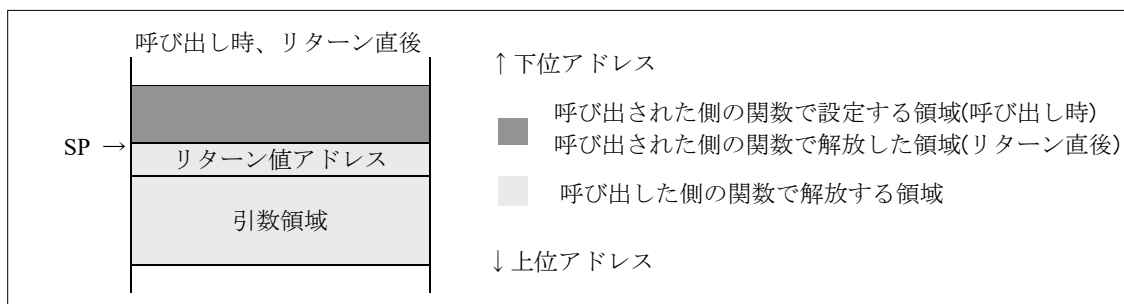 呼び出し時、リターン直後
↑下位アドレス
呼び出された側の関数で設定する領域(呼び出し時)
呼び出された側の関数で解放した領域(リターン直後)
SP →
リターン値アドレス
呼び出した側の関数で解放する領域
引数領域
↓上位アドレス